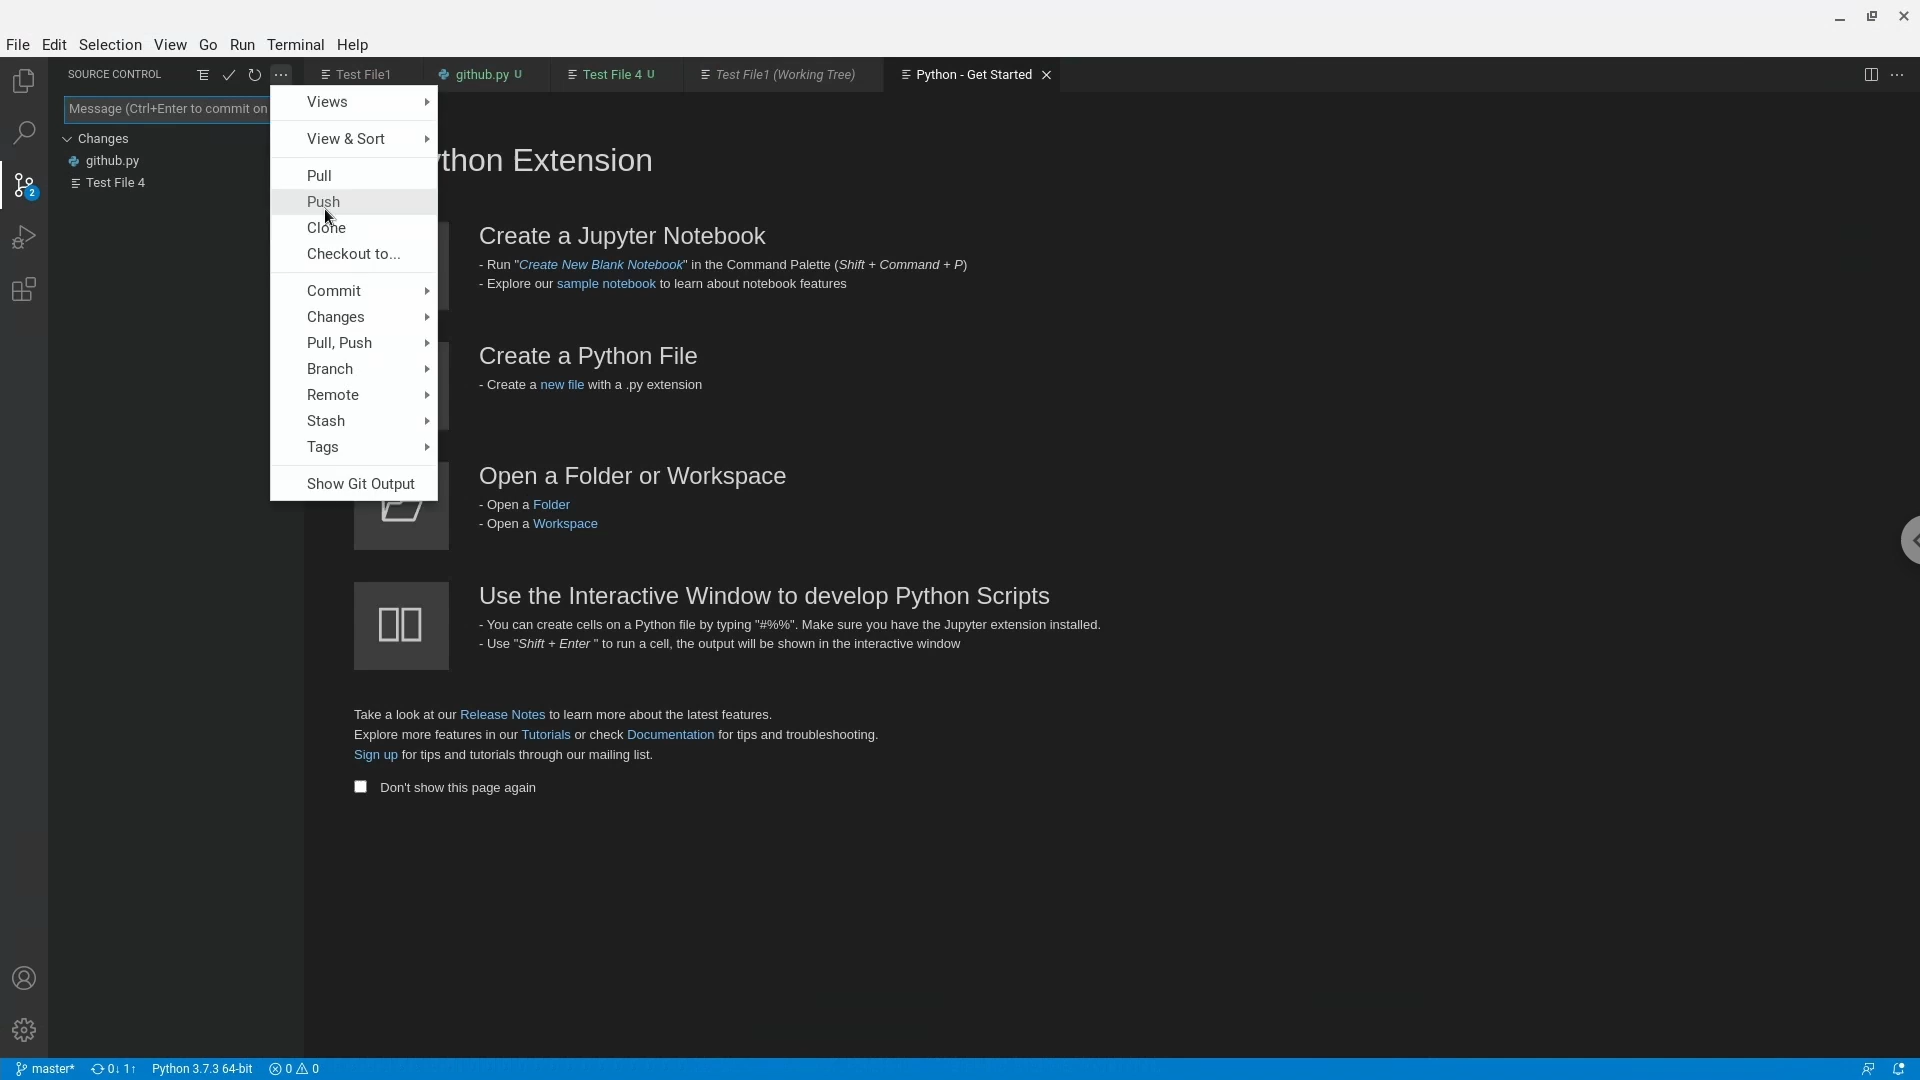 File Edit Selection View Go Run Terminal Help
SOURCE CONTROL
Test File1
github.py U
Test File 4 U
Test File1 (Working Tree)
Python - Get Started
Message (Ctrl+Enter to commit on
Changes
github.py
Test File 4
2
Views
View & Sort
Pull
Push
Clone
Checkout to...
Commit
Changes
Pull, Push
Branch
Remote
Stash
Tags
Show Git Output
thon Extension
Create a Jupyter Notebook
- Run "Create New Blank Notebook" in the Command Palette (Shift + Command + P)
- Explore our sample notebook to learn about notebook features
Create a Python File
- Create a new file with a .py extension
Open a Folder or Workspace
- Open a Folder
- Open a Workspace
Use the Interactive Window to develop Python Scripts
- You can create cells on a Python file by typing "#%%". Make sure you have the Jupyter extension installed.
- Use "Shift + Enter " to run a cell, the output will be shown in the interactive window
Take a look at our Release Notes to learn more about the latest features.
Explore more features in our Tutorials or check Documentation for tips and troubleshooting.
Sign up for tips and tutorials through our mailing list.
Don't show this page again
master* 0↓ 1↑ Python 3.7.3 64-bit 0 0